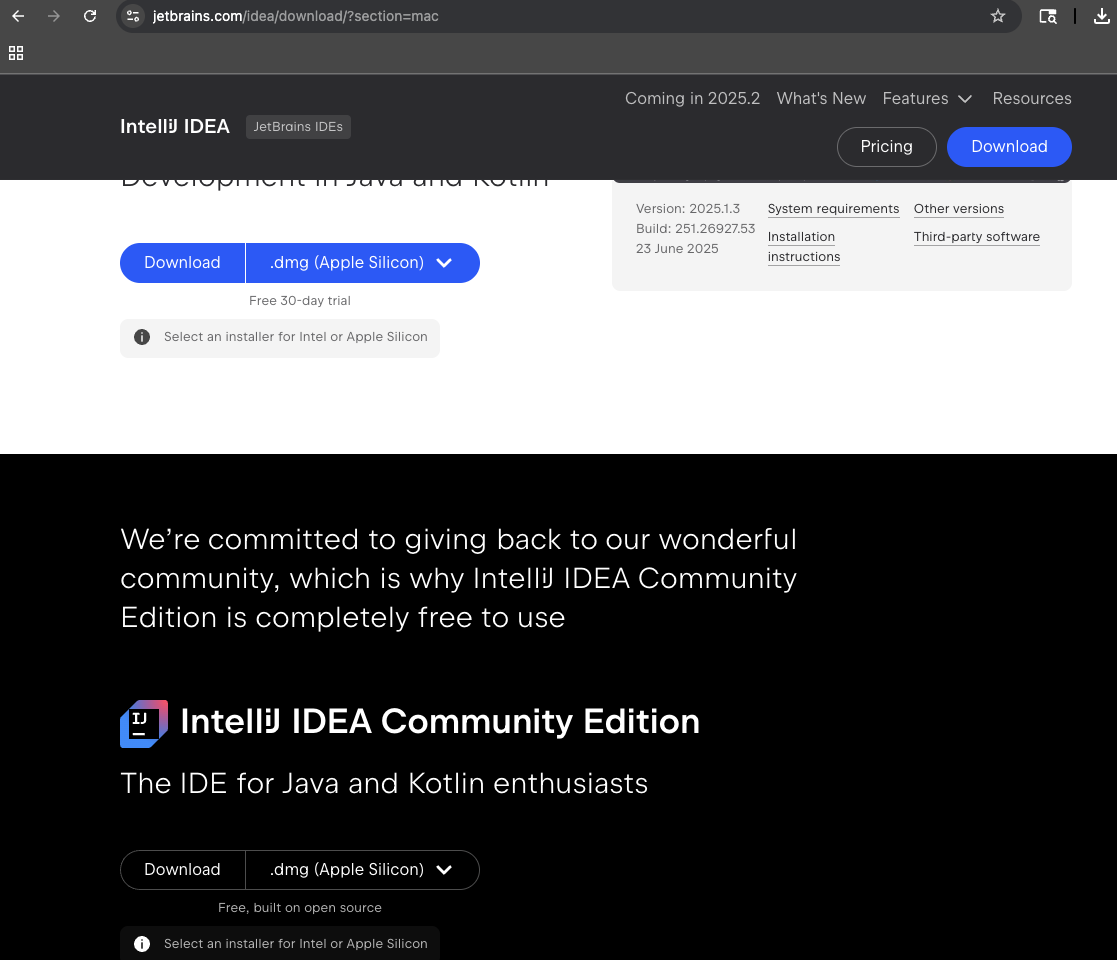 jetbrains.com/idea/download/?section=mac
Coming in 2025.2 What's New Features Resources
IntelliJ IDEA JetBrains IDEs
Pricing Download
Development in Java and Kotlin
Version: 2025.1.3 System requirements Other versions
Build: 251.26927.53 Installation instructions Third-party software
23 June 2025
Download .dmg (Apple Silicon)
Free 30-day trial
Select an installer for Intel or Apple Silicon
We’re committed to giving back to our wonderful
community, which is why IntelliJ IDEA Community
Edition is completely free to use
IJ
IntelliJ IDEA Community Edition
The IDE for Java and Kotlin enthusiasts
Download .dmg (Apple Silicon)
Free, built on open source
Select an installer for Intel or Apple Silicon